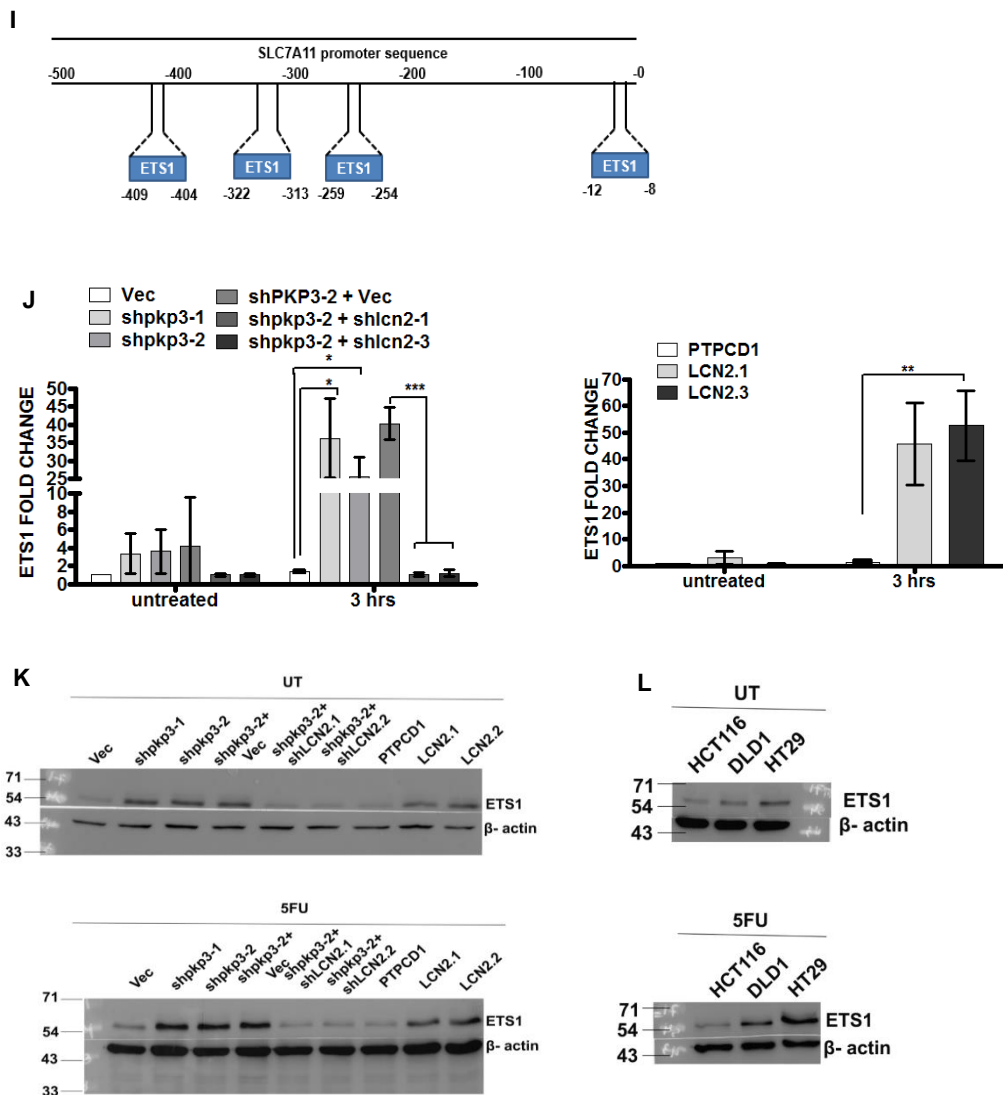 I
SLC7A11 promoter sequence
-500 -400 -300 -200 -100 -0
ETS1 ETS1 ETS1 ETS1
-409 -404 -322 -313 -259 -254 -12 -8
J
Vec
shpkp3-1
shpkp3-2
shPKP3-2 + Vec
shpkp3-2 + shlcn2-1
shpkp3-2 + shlcn2-3
ETS1 FOLD CHANGE
50
45
40
35
30
25
10
8
6
4
2
0
* * ***
untreated 3 hrs
PTPCD1
LCN2.1
LCN2.3
ETS1 FOLD CHANGE
70
60
50
40
30
20
10
0
**
untreated 3 hrs
K
UT
Vec
shpkp3-1
shpkp3-2
shpkp3-2+
Vec
shpkp3-2+
shLCN2.1
shpkp3-2+
shLCN2.2
PTPCD1
LCN2.1
LCN2.2
71
54
43
33
ETS1
β- actin
5FU
Vec
shpkp3-1
shpkp3-2
shpkp3-2+
Vec
shpkp3-2+
shLCN2.1
shpkp3-2+
shLCN2.2
PTPCD1
LCN2.1
LCN2.2
71
54
43
33
ETS1
β- actin
L
UT
HCT116
DLD1
HT29
71
54
43
ETS1
β- actin
5FU
HCT116
DLD1
HT29
71
54
43
ETS1
β- actin